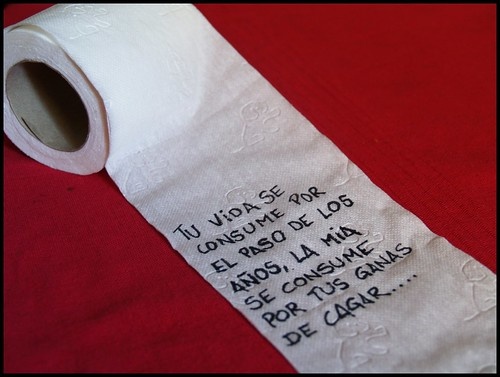 TU VIDA SE
CONSUME POR
EL PASO DE LOS
AÑOS, LA MIA
SE CONSUME
POR TUS GANAS
DE CAGAR....